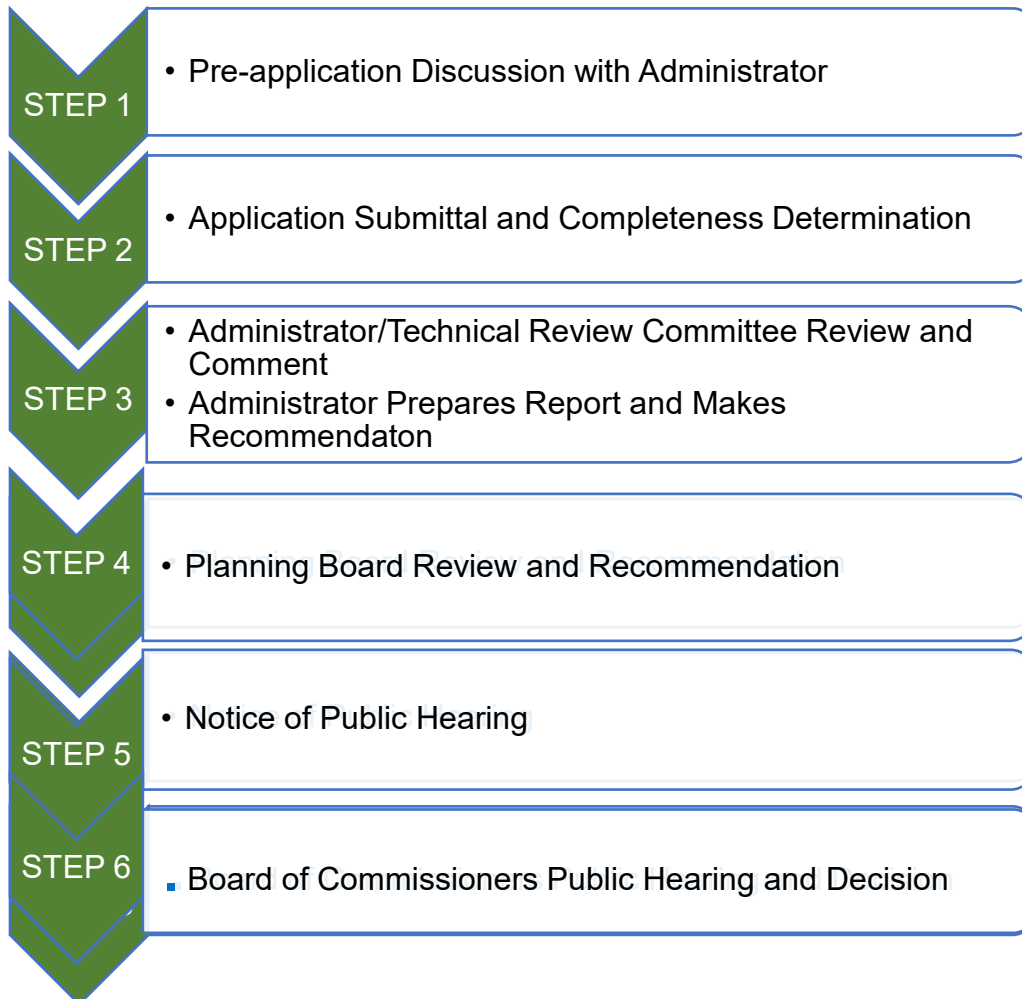 STEP 1
• Pre-application Discussion with Administrator
STEP 2
• Application Submittal and Completeness Determination
STEP 3
• Administrator/Technical Review Committee Review and
Comment
• Administrator Prepares Report and Makes
Recommendaton
STEP 4
• Planning Board Review and Recommendation
STEP 5
• Notice of Public Hearing
STEP 6
▪ Board of Commissioners Public Hearing and Decision